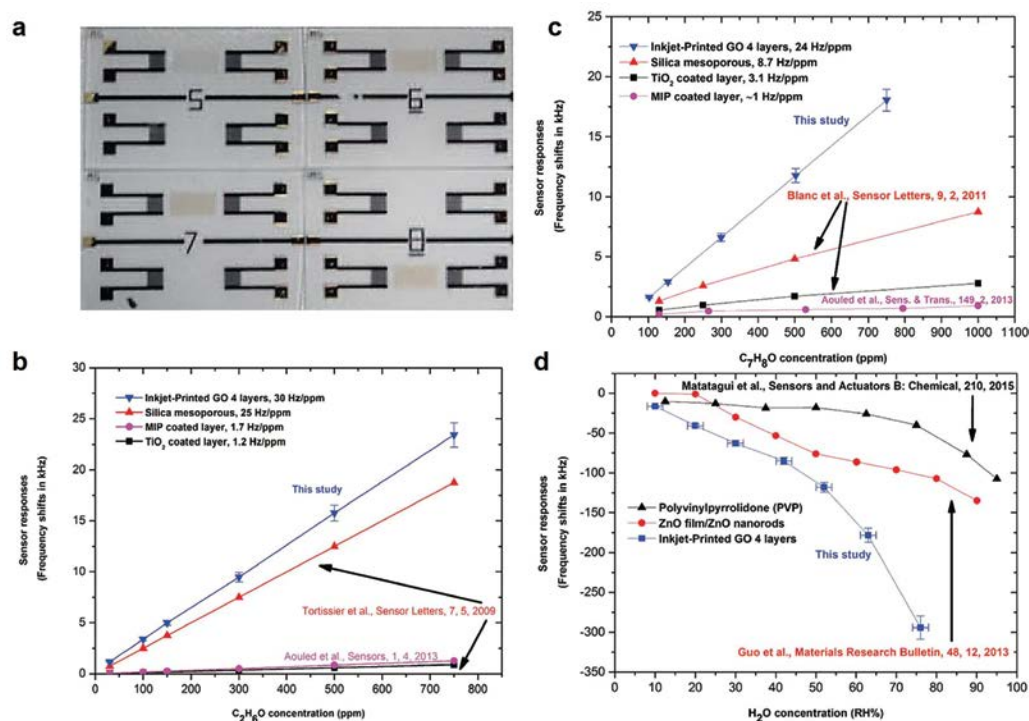 a
5
6
7
8
b
30
25
20
15
10
5
0
Sensor responses
(Frequency shifts in kHz)
Inkjet-Printed GO 4 layers, 30 Hz/ppm
Silica mesoporous, 25 Hz/ppm
MIP coated layer, 1.7 Hz/ppm
TiO₂ coated layer, 1.2 Hz/ppm
This study
Tortissier et al., Sensor Letters, 7, 5, 2009
Aouled et al., Sensors, 1, 4, 2013
0 100 200 300 400 500 600 700 800
C₂H₆O concentration (ppm)
c
25
20
15
10
5
0
Sensor responses
(Frequency shifts in kHz)
Inkjet-Printed GO 4 layers, 24 Hz/ppm
Silica mesoporous, 8.7 Hz/ppm
TiO₂ coated layer, 3.1 Hz/ppm
MIP coated layer, ~1 Hz/ppm
This study
Blanc et al., Sensor Letters, 9, 2, 2011
Aouled et al., Sens. & Trans., 149, 2, 2013
0 100 200 300 400 500 600 700 800 900 1000 1100
C₇H₈O concentration (ppm)
d
0
-50
-100
-150
-200
-250
-300
-350
Sensor responses
(Frequency shifts in kHz)
Matatagui et al., Sensors and Actuators B: Chemical, 210, 2015
Polyvinylpyrrolidone (PVP)
ZnO film/ZnO nanorods
Inkjet-Printed GO 4 layers
This study
Guo et al., Materials Research Bulletin, 48, 12, 2013
0 10 20 30 40 50 60 70 80 90 100
H₂O concentration (RH%)